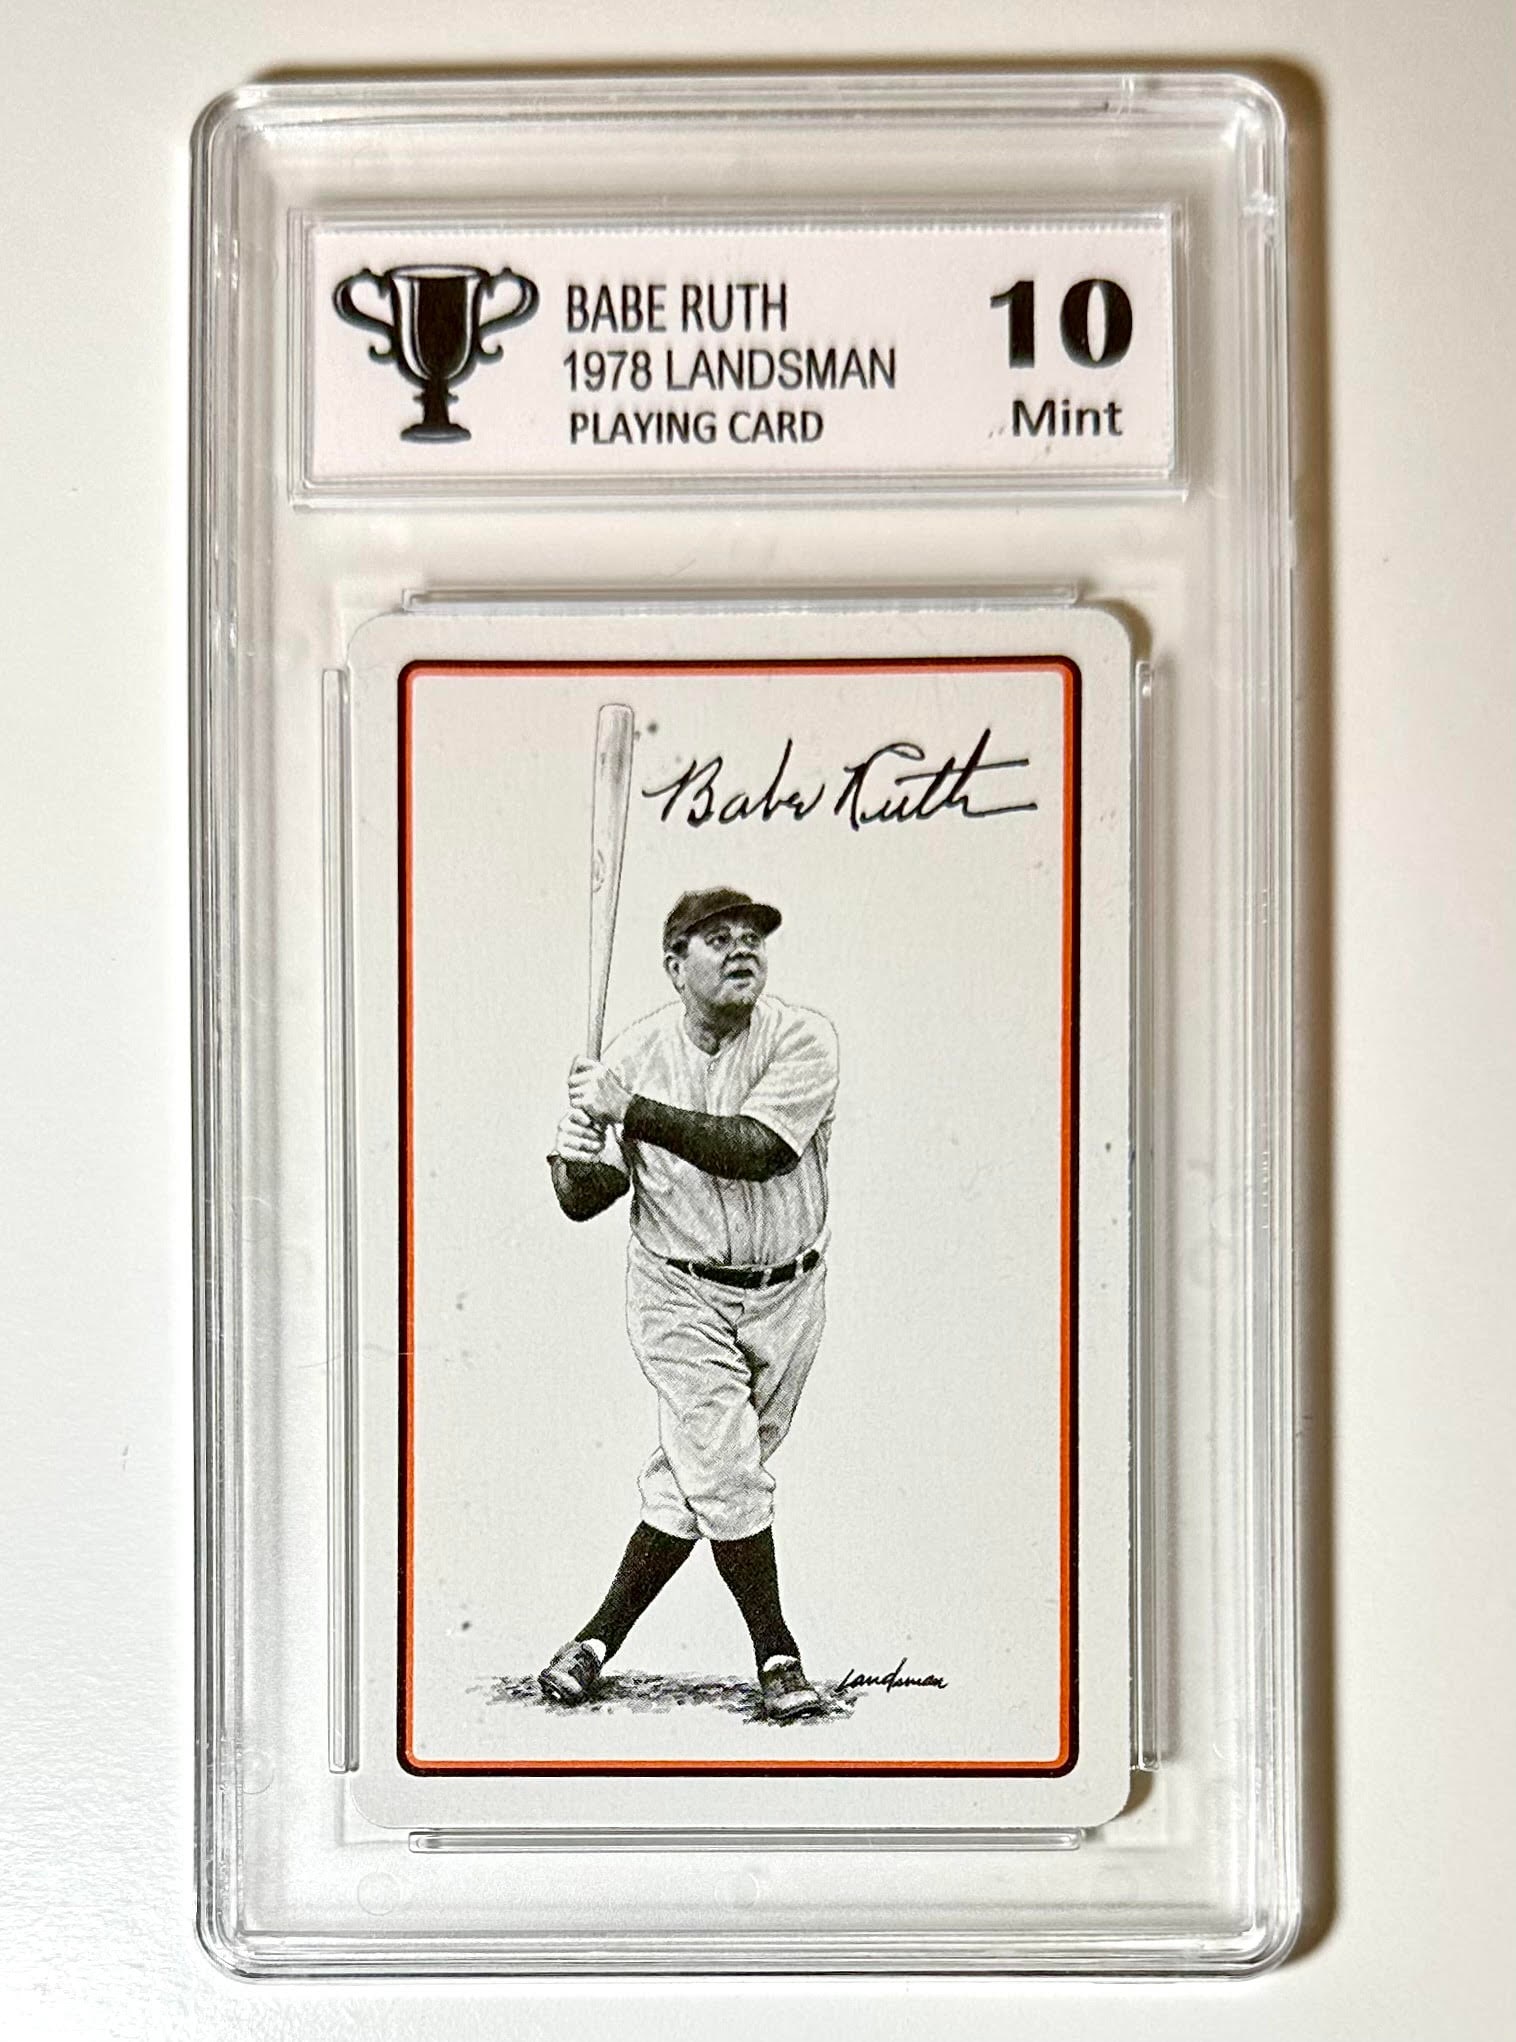 BABE RUTH
1978 LANDSMAN
PLAYING CARD
10
Mint
Babe Ruth
Landsman